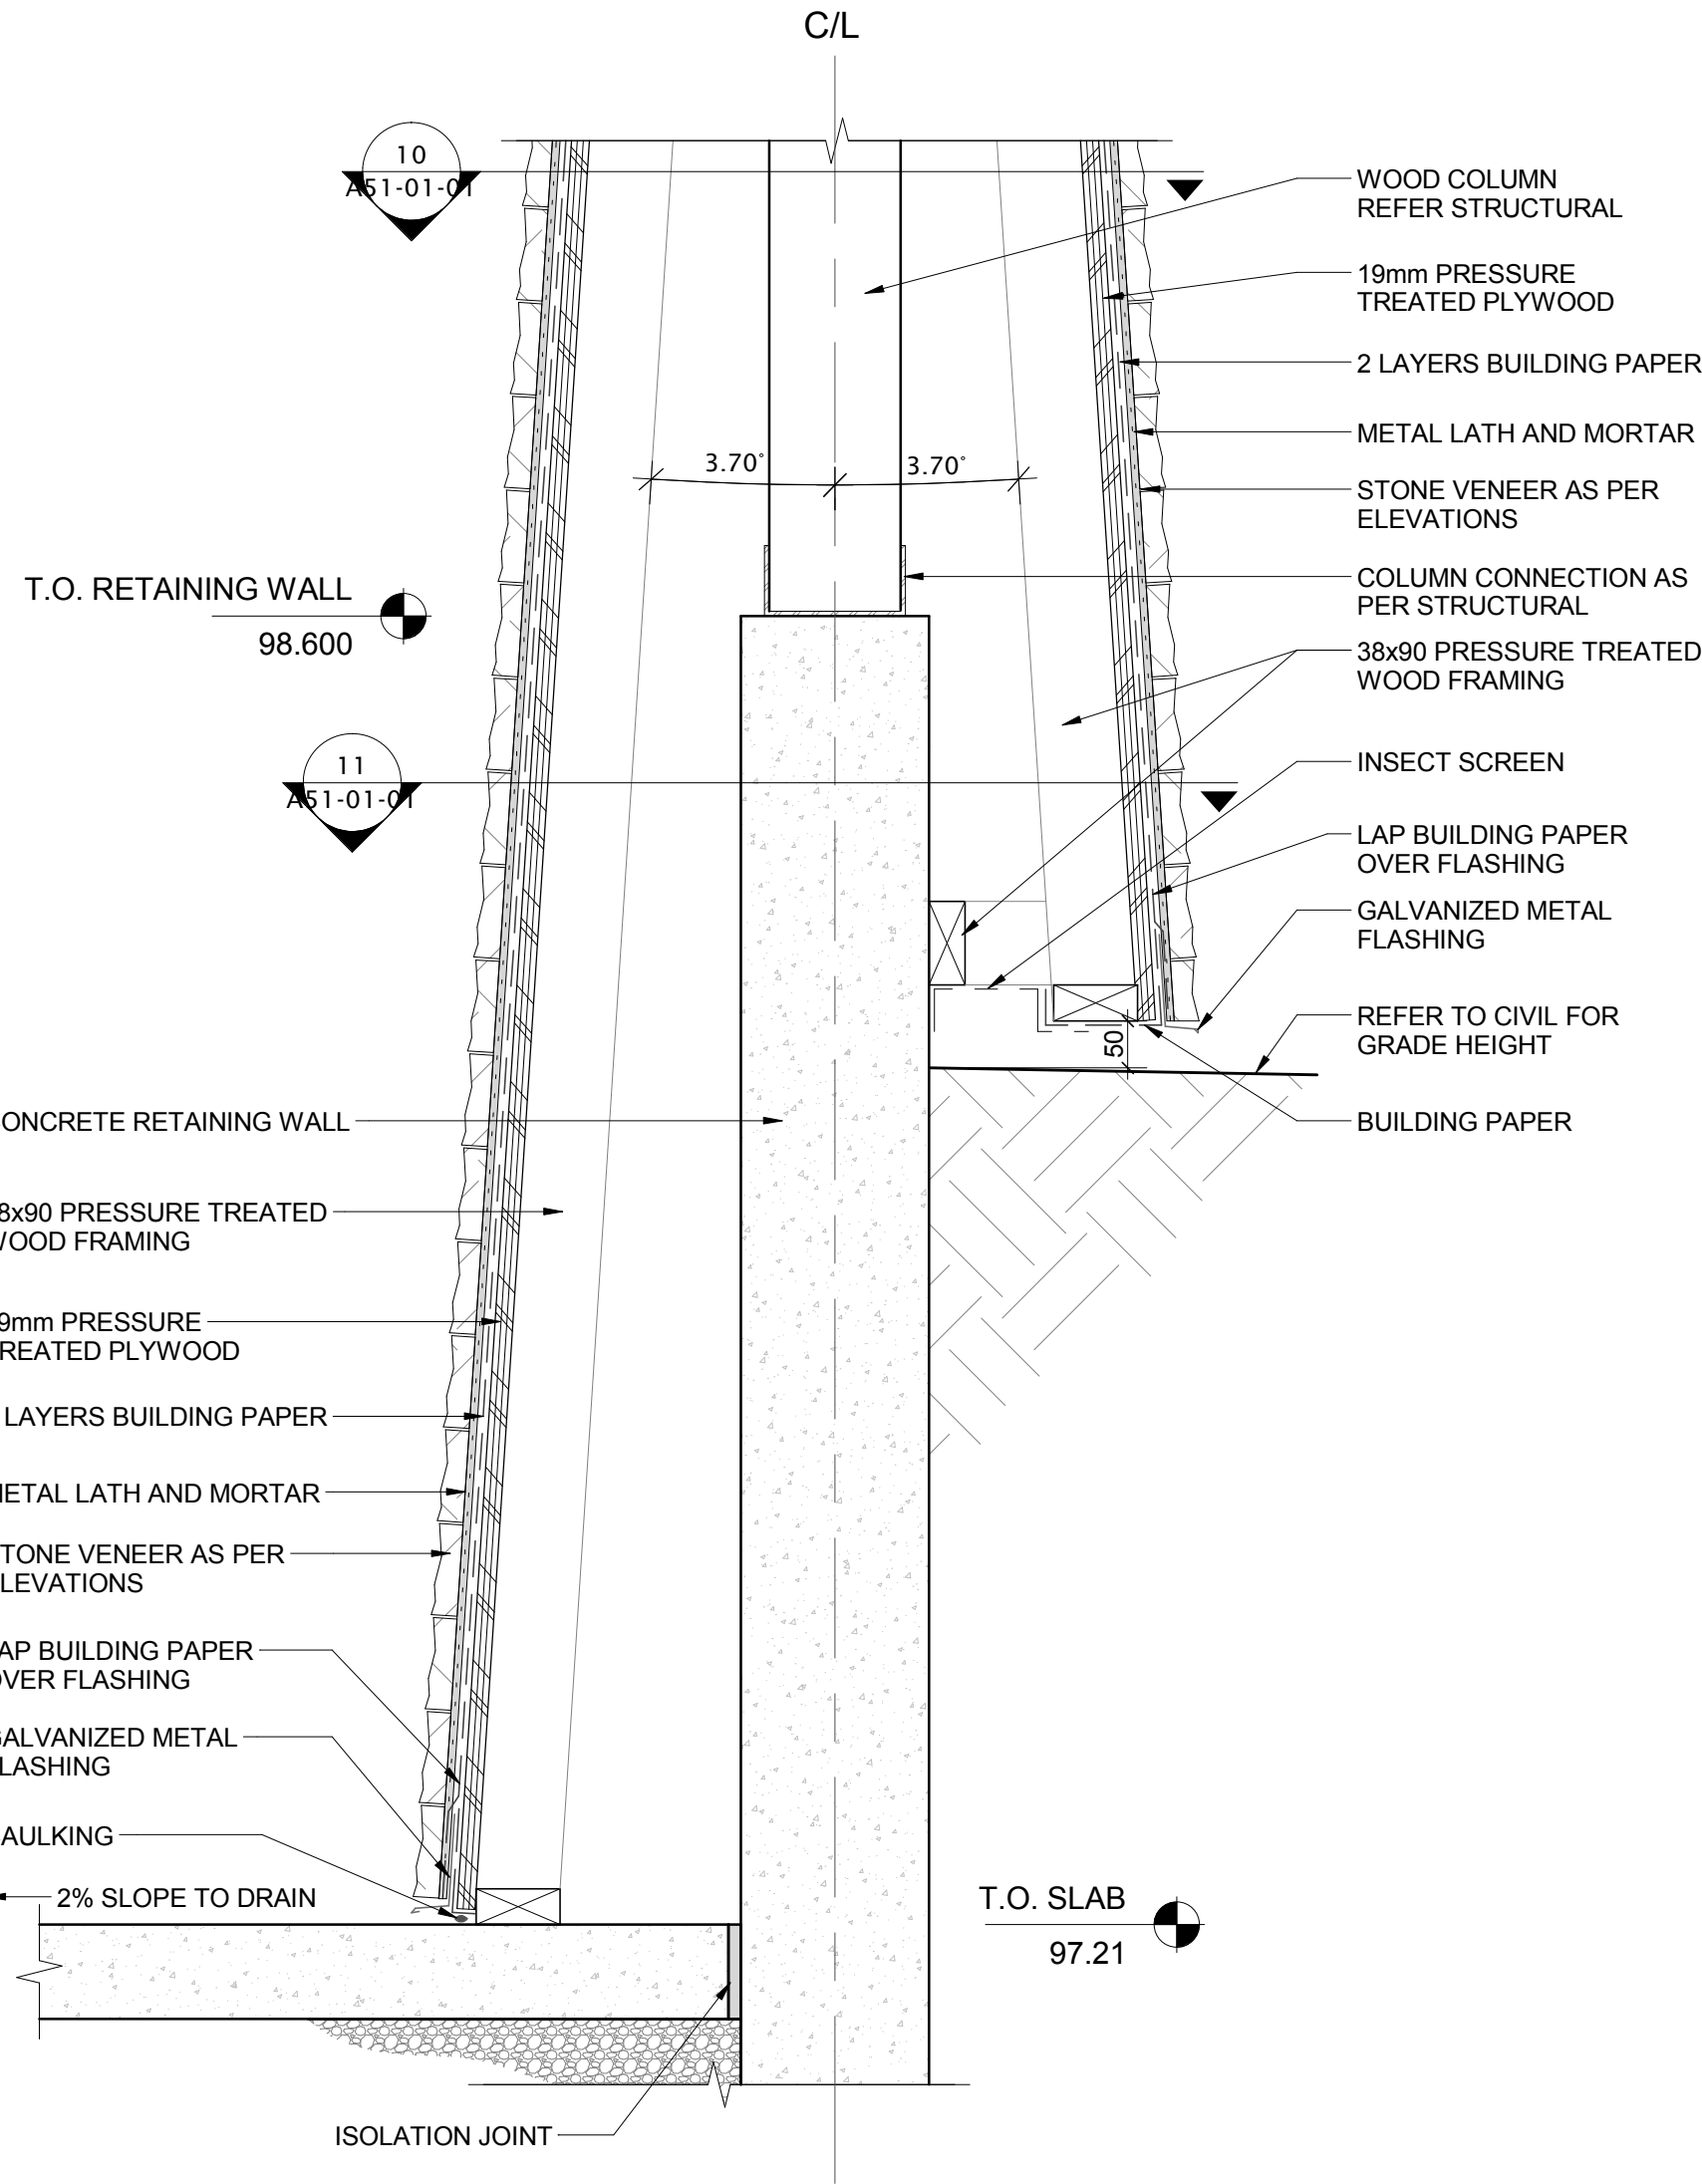 C/L
10
A51-01-01
WOOD COLUMN
REFER STRUCTURAL
19mm PRESSURE
TREATED PLYWOOD
2 LAYERS BUILDING PAPER
METAL LATH AND MORTAR
3.70°
3.70°
STONE VENEER AS PER
ELEVATIONS
T.O. RETAINING WALL
98.600
COLUMN CONNECTION AS
PER STRUCTURAL
38x90 PRESSURE TREATED
WOOD FRAMING
11
A51-01-01
INSECT SCREEN
LAP BUILDING PAPER
OVER FLASHING
GALVANIZED METAL
FLASHING
REFER TO CIVIL FOR
GRADE HEIGHT
50
BUILDING PAPER
ONCRETE RETAINING WALL
8x90 PRESSURE TREATED
WOOD FRAMING
9mm PRESSURE
REATED PLYWOOD
LAYERS BUILDING PAPER
METAL LATH AND MORTAR
TONE VENEER AS PER
LEVATIONS
AP BUILDING PAPER
OVER FLASHING
GALVANIZED METAL
LASHING
AULKING
2% SLOPE TO DRAIN
T.O. SLAB
97.21
ISOLATION JOINT